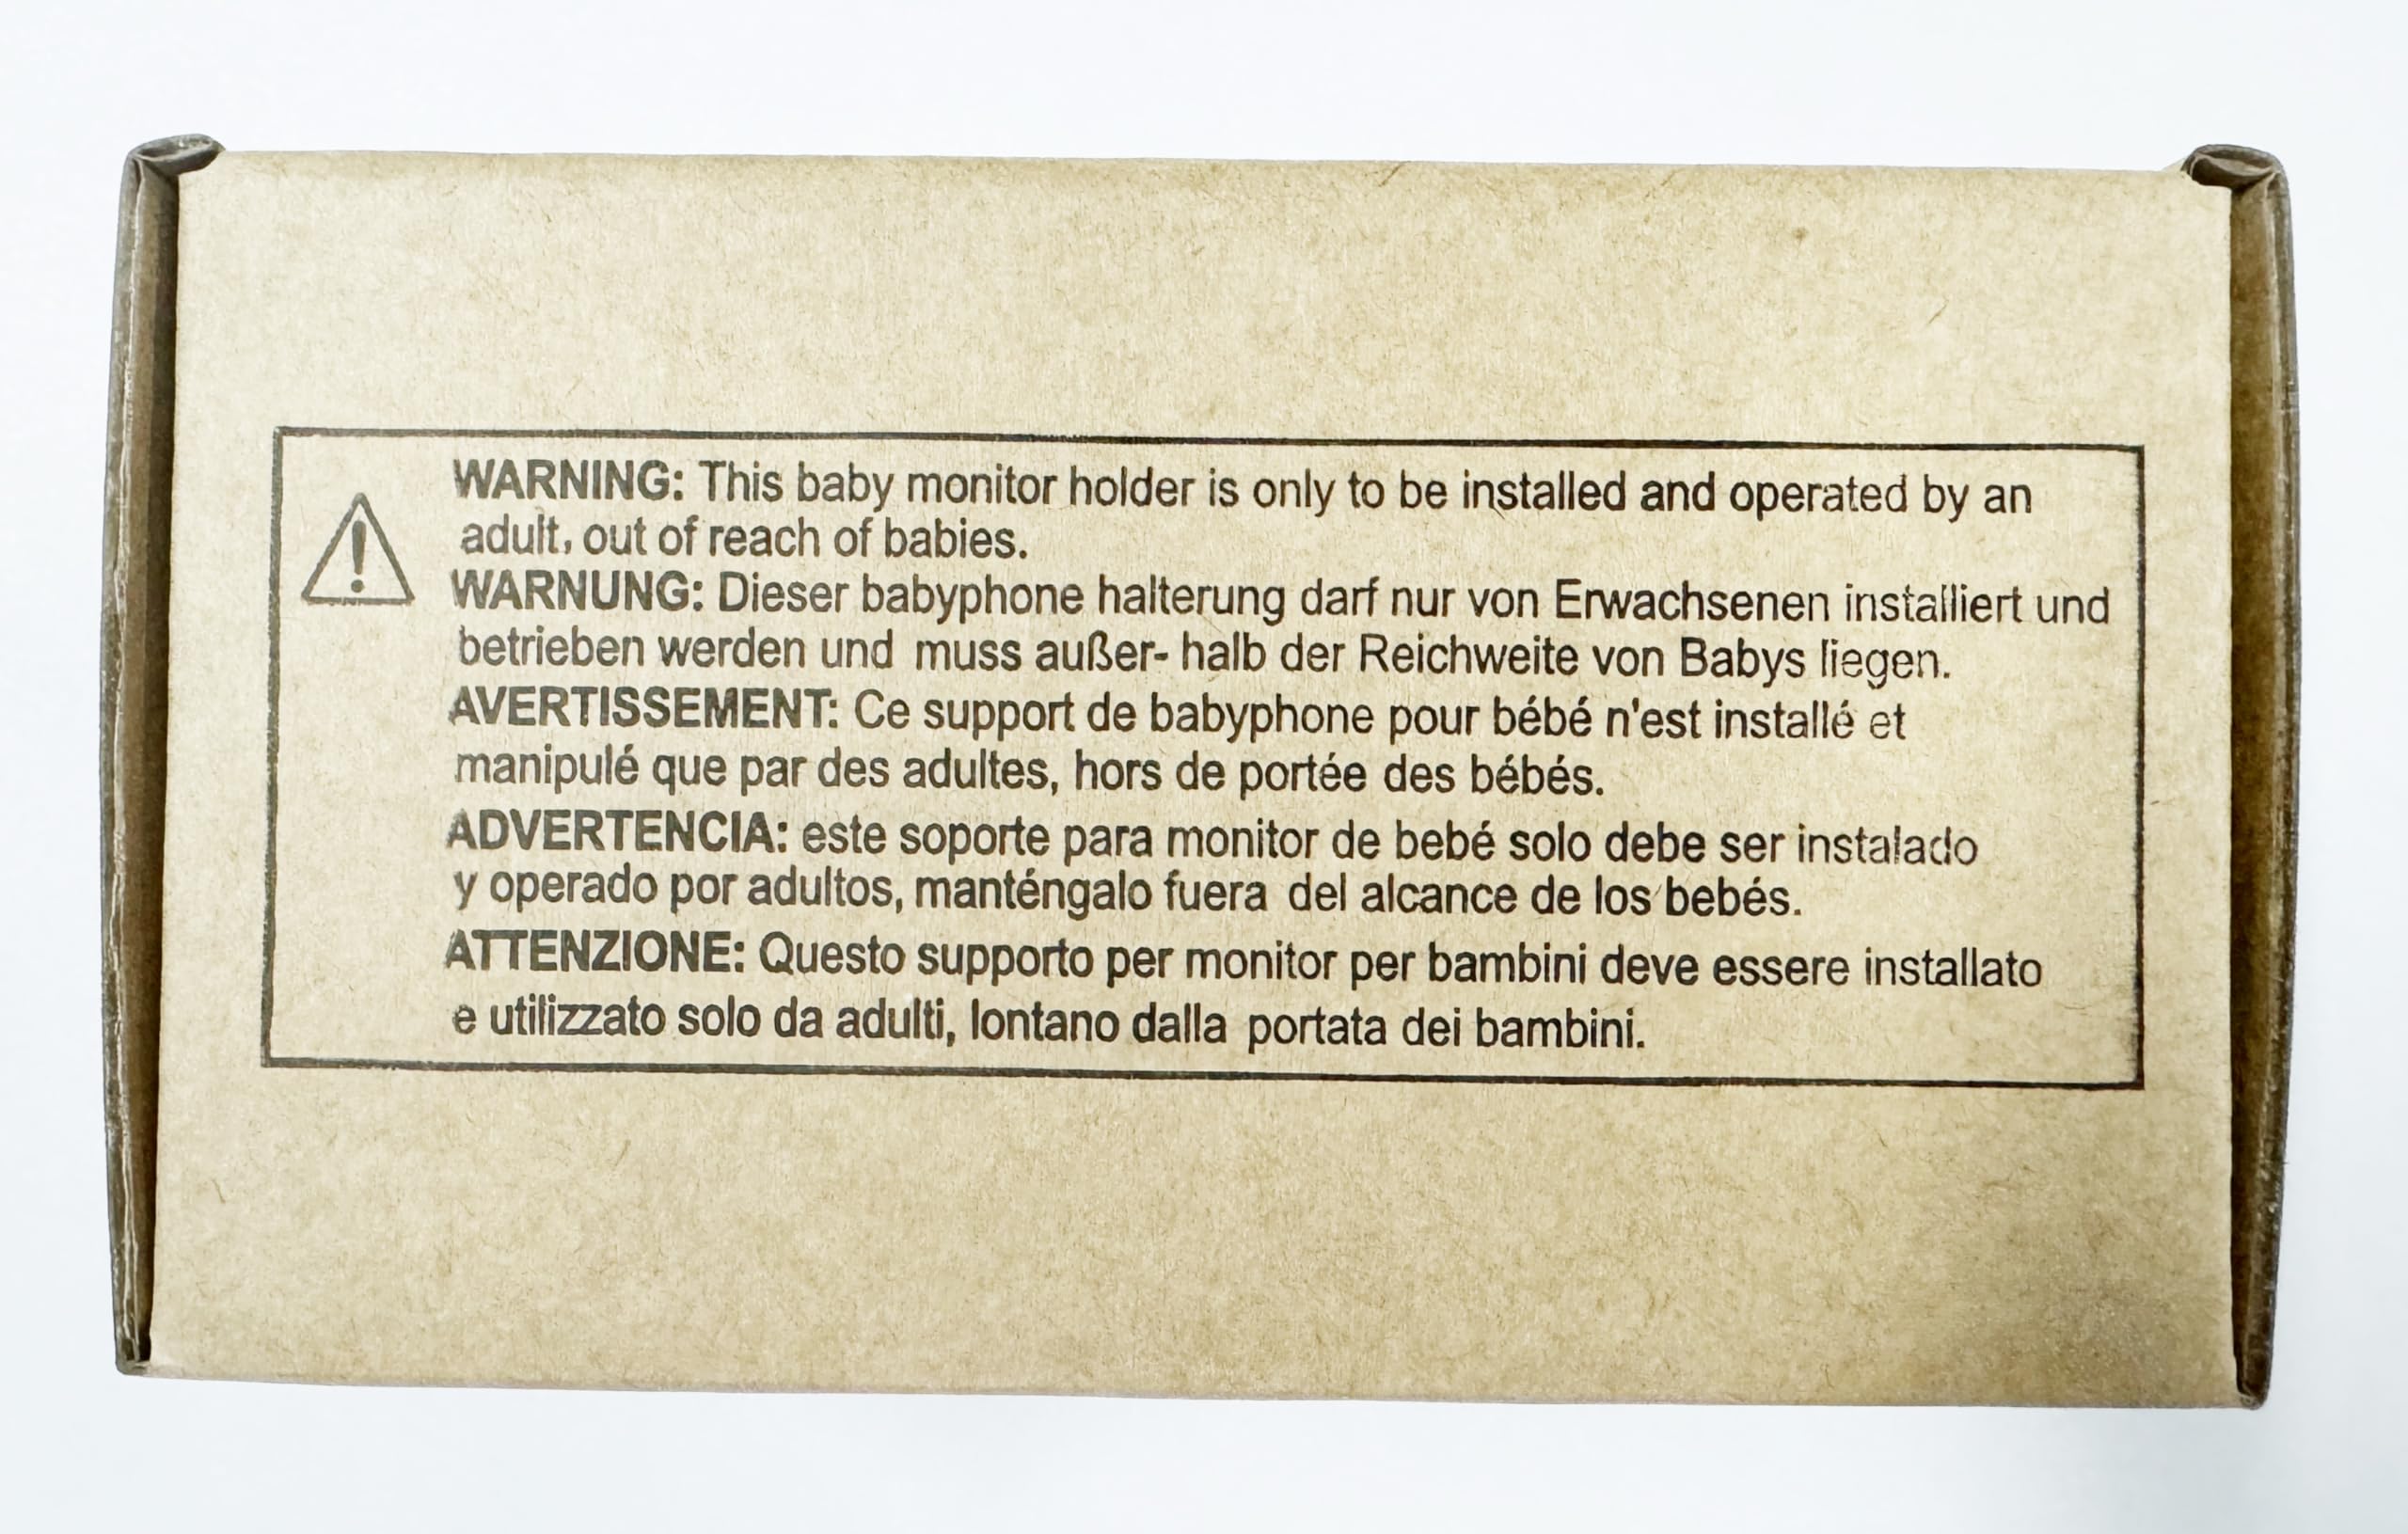 WARNING: This baby monitor holder is only to be installed and operated by an
adult, out of reach of babies.
WARNUNG: Dieser babyphone halterung darf nur von Erwachsenen installiert und
betrieben werden und muss außer- halb der Reichweite von Babys liegen.
AVERTISSEMENT: Ce support de babyphone pour bébé n'est installé et
manipulé que par des adultes, hors de portée des bébés.
ADVERTENCIA: este soporte para monitor de bebé solo debe ser instalado
y operado por adultos, manténgalo fuera del alcance de los bebés.
ATTENZIONE: Questo supporto per monitor per bambini deve essere installato
e utilizzato solo da adulti, lontano dalla portata dei bambini.